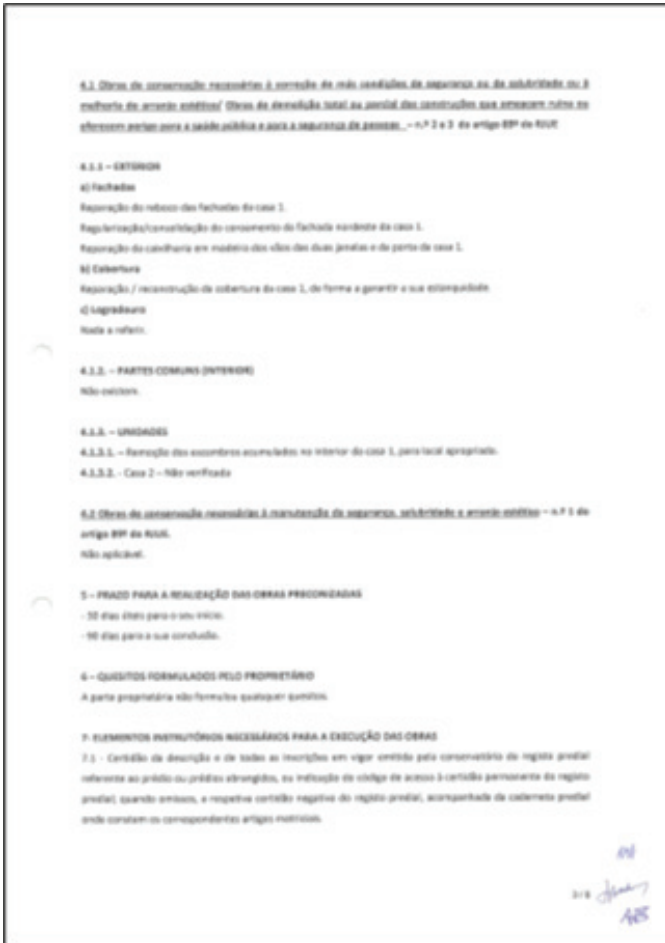 4.1 Obras de conservação necessárias à correção de más condições de segurança ou de salubridade ou à
melhoria do arranjo estético/ Obras de demolição total ou parcial das construções que ameacem ruína ou
ofereçam perigo para a saúde pública e para a segurança de pessoas – n.º 2 e 3 do artigo 89º do RJUE
4.1.1 – EXTERIOR
a) Fachadas
Reparação do reboco das fachadas da casa 1.
Regularização/consolidação do coroamento da fachada nordeste da casa 1.
Reparação da caixilharia em madeira dos vãos das duas janelas e da porta da casa 1.
b) Cobertura
Reparação / reconstrução da cobertura da casa 1, de forma a garantir a sua estanquidade.
c) Logradouro
Nada a referir.
4.1.2. – PARTES COMUNS (INTERIOR)
Não existem.
4.1.3. – UNIDADES
4.1.3.1. – Remoção dos escombros acumulados no interior da casa 1, para local apropriado.
4.1.3.2. - Casa 2 – Não verificada
4.2 Obras de conservação necessárias à manutenção de segurança, salubridade e arranjo estético – n.º 1 do
artigo 89º do RJUE.
Não aplicável.
5 – PRAZO PARA A REALIZAÇÃO DAS OBRAS PRECONIZADAS
- 30 dias úteis para o seu início.
- 90 dias para a sua conclusão.
6 – QUESITOS FORMULADOS PELO PROPRIETÁRIO
A parte proprietária não formulou quaisquer quesitos.
7- ELEMENTOS INSTRUTÓRIOS NECESSÁRIOS PARA A EXECUÇÃO DAS OBRAS
7.1 - Certidão da descrição e de todas as inscrições em vigor emitida pela conservatória do registo predial
referente ao prédio ou prédios abrangidos, ou indicação do código de acesso à certidão permanente do registo
predial; quando omissos, a respetiva certidão negativa do registo predial, acompanhada da caderneta predial
onde constem os correspondentes artigos matriciais.